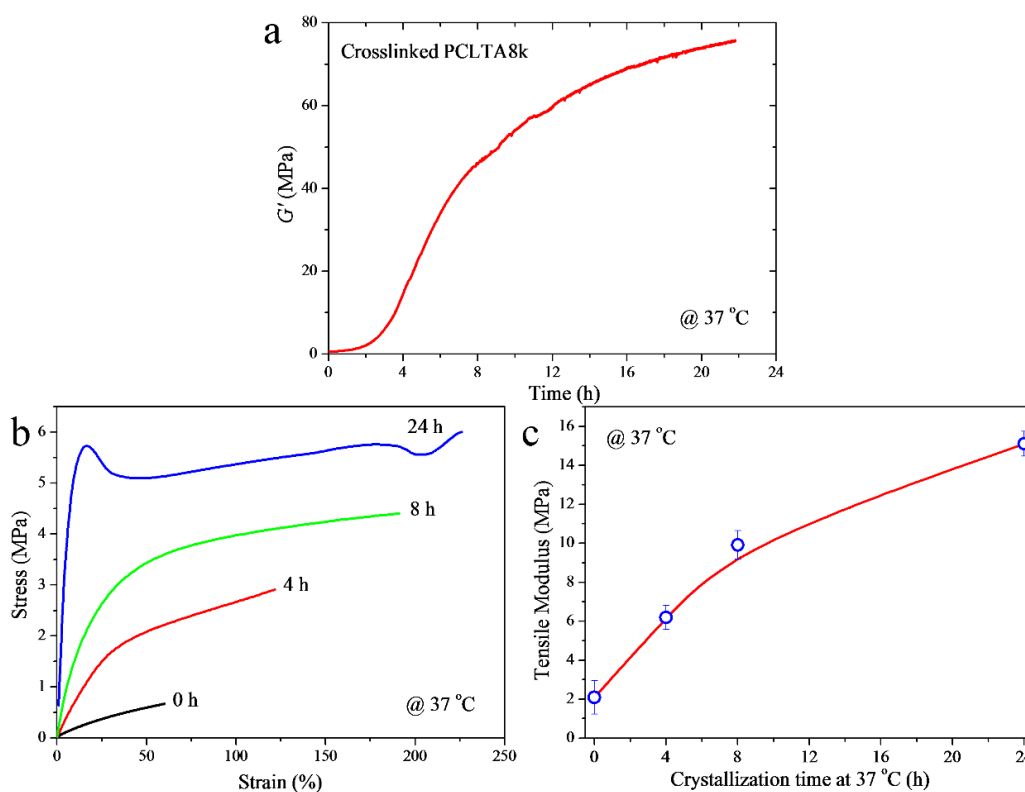 a
Crosslinked PCLTA8k
80
60
40
20
0
G' (MPa)
0 4 8 12 16 20 24
Time (h)
@ 37 °C
b
6
5
4
3
2
1
0
Stress (MPa)
24 h
8 h
4 h
0 h
@ 37 °C
0 50 100 150 200 250
Strain (%)
c
@ 37 °C
16
14
12
10
8
6
4
2
0
Tensile Modulus (MPa)
0 4 8 12 16 20 24
Crystallization time at 37 °C (h)